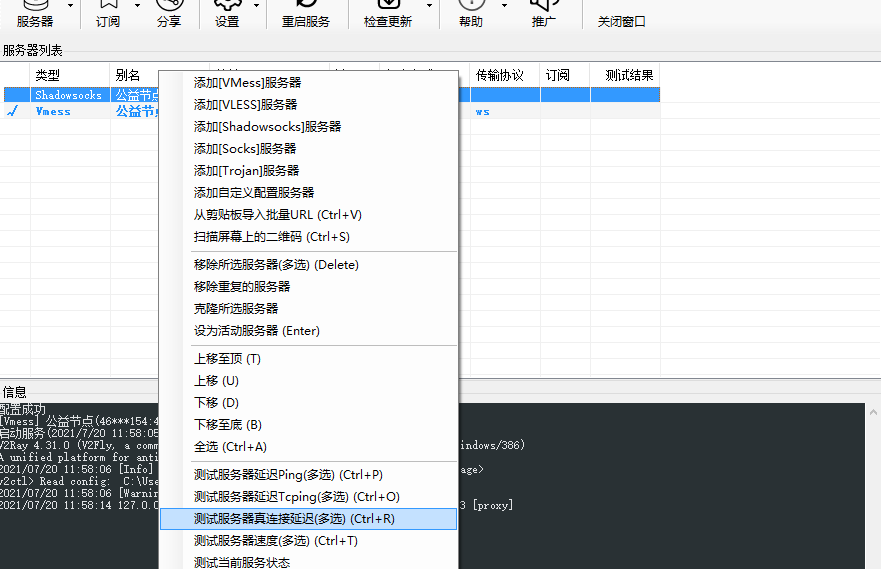 服务器 订阅 分享 设置 重启服务 检查更新 帮助 推广 关闭窗口
服务器列表
类型 别名 传输协议 订阅 测试结果
Shadowsocks 公益节点
Vmess 公益节点 ws
添加[VMess]服务器
添加[VLESS]服务器
添加[Shadowsocks]服务器
添加[Socks]服务器
添加[Trojan]服务器
添加自定义配置服务器
从剪贴板导入批量URL (Ctrl+V)
扫描屏幕上的二维码 (Ctrl+S)
移除所选服务器(多选) (Delete)
移除重复的服务器
克隆所选服务器
设为活动服务器 (Enter)
上移至顶 (T)
上移 (U)
下移 (D)
下移至底 (B)
全选 (Ctrl+A)
测试服务器延迟Ping(多选) (Ctrl+P)
测试服务器延迟Tcping(多选) (Ctrl+O)
测试服务器真连接延迟(多选) (Ctrl+R)
测试服务器速度(多选) (Ctrl+T)
测试当前服务状态
信息
配置成功
[Vmess] 公益节点(46***154:4
启动服务(2021/7/20 11:58:05
V2Ray 4.31.0 (V2Fly, a comm indows/386)
A unified platform for anti
2021/07/20 11:58:06 [Info] age>
v2ctl> Read config: C:\Use
2021/07/20 11:58:06 [Warnin
2021/07/20 11:58:14 127.0.0 3 [proxy]